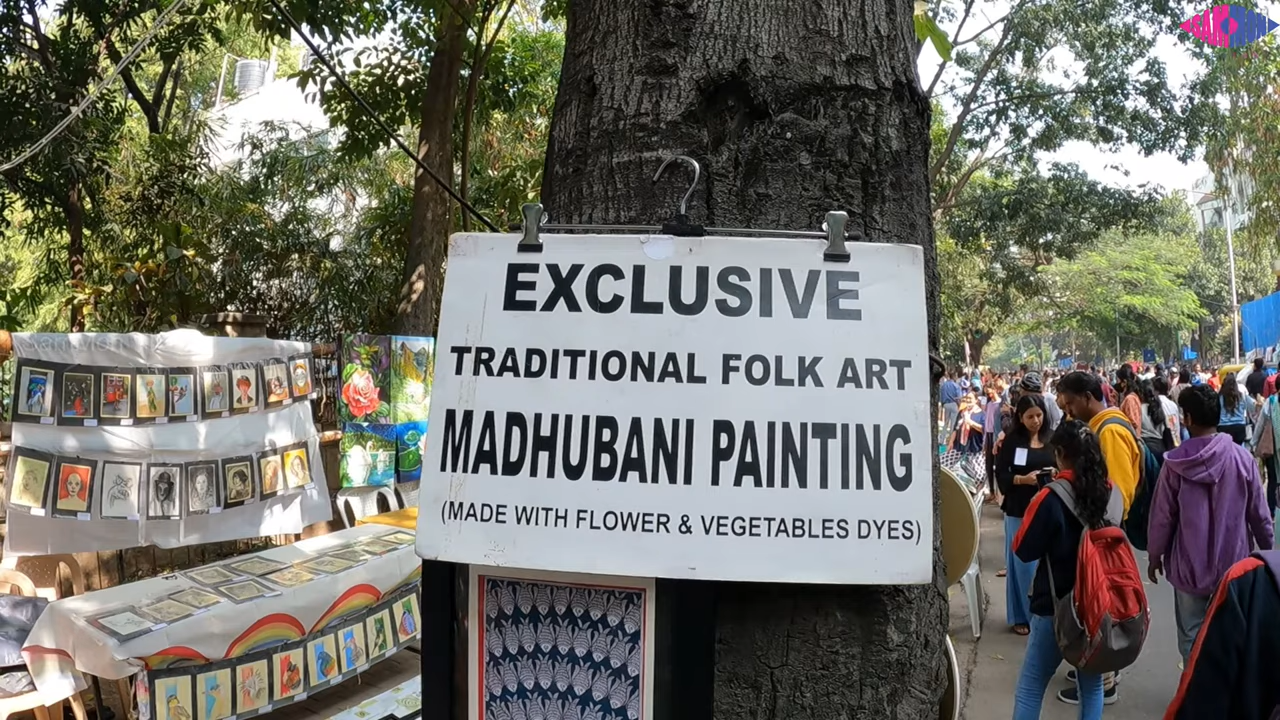 EXCLUSIVE
TRADITIONAL FOLK ART
MADHUBANI PAINTING
(MADE WITH FLOWER & VEGETABLES DYES)